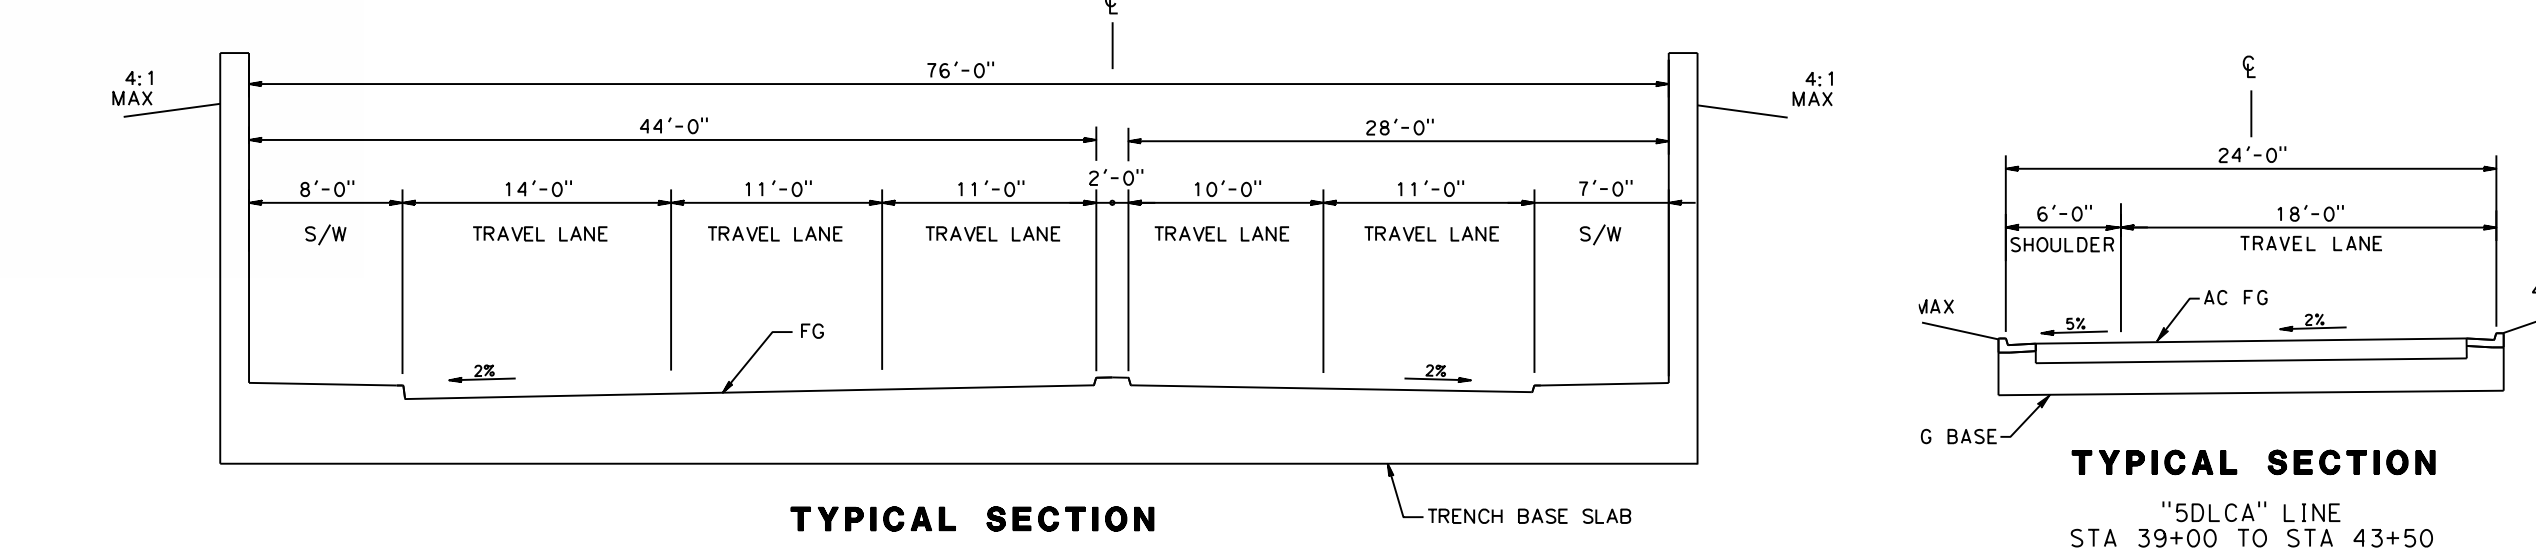 ℄
76'-0"
4:1
MAX
4:1
MAX
44'-0"
28'-0"
8'-0"
14'-0"
11'-0"
11'-0"
2'-0"
10'-0"
11'-0"
7'-0"
S/W
TRAVEL LANE
TRAVEL LANE
TRAVEL LANE
TRAVEL LANE
TRAVEL LANE
S/W
FG
2%
2%
TRENCH BASE SLAB
TYPICAL SECTION
℄
24'-0"
6'-0"
18'-0"
SHOULDER
TRAVEL LANE
MAX
AC FG
5%
2%
G BASE
TYPICAL SECTION
"5DLCA" LINE
STA 39+00 TO STA 43+50